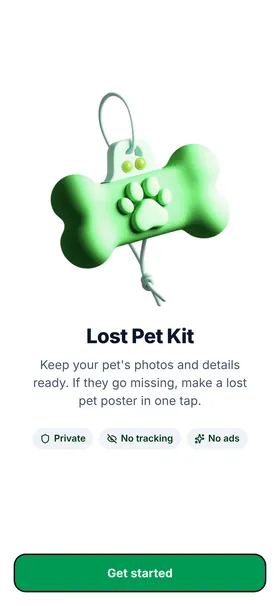 Lost Pet Kit
Keep your pet's photos and details
ready. If they go missing, make a lost
pet poster in one tap.
Private
No tracking
No ads
Get started